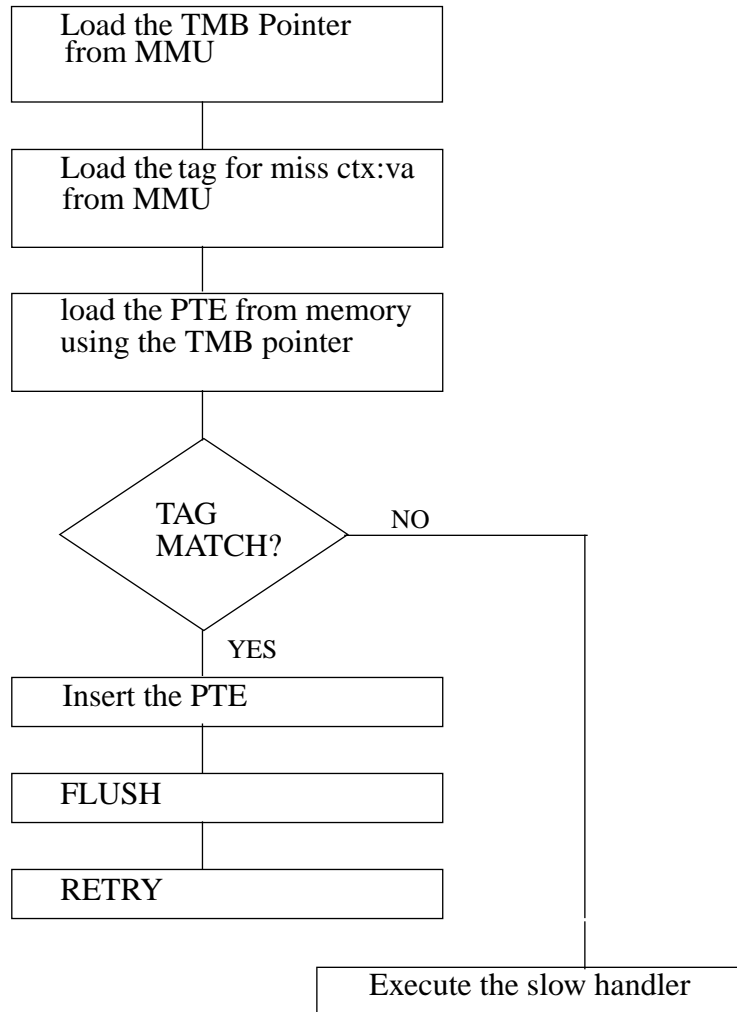 Load the TMB Pointer
from MMU
Load the tag for miss ctx:va
from MMU
load the PTE from memory
using the TMB pointer
TAG
MATCH?
NO
YES
Insert the PTE
FLUSH
RETRY
Execute the slow handler